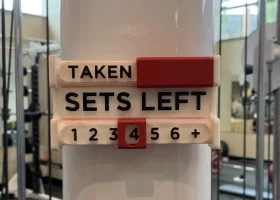 TAKEN
SETS LEFT
1 2 3 4 5 6 +